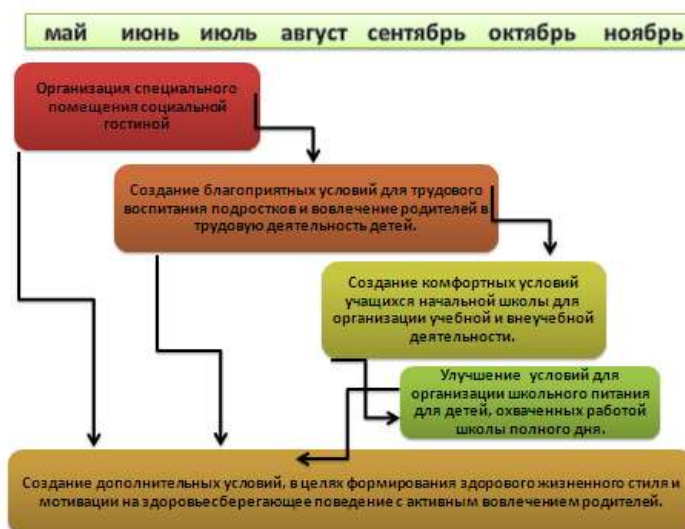 май июнь июль август сентябрь октябрь ноябрь
Организация специального
помещения социальной
гостиной
Создание благоприятных условий для трудового
воспитания подростков и вовлечение родителей в
трудовую деятельность детей.
Создание комфортных условий
учащихся начальной школы для
организации учебной и внеучебной
деятельности.
Улучшение условий для
организации школьного питания
для детей, охваченных работой
школы полного дня.
Создание дополнительных условий, в целях формирования здорового жизненного стиля и
мотивации на здоровьесберегающее поведение с активным вовлечением родителей.